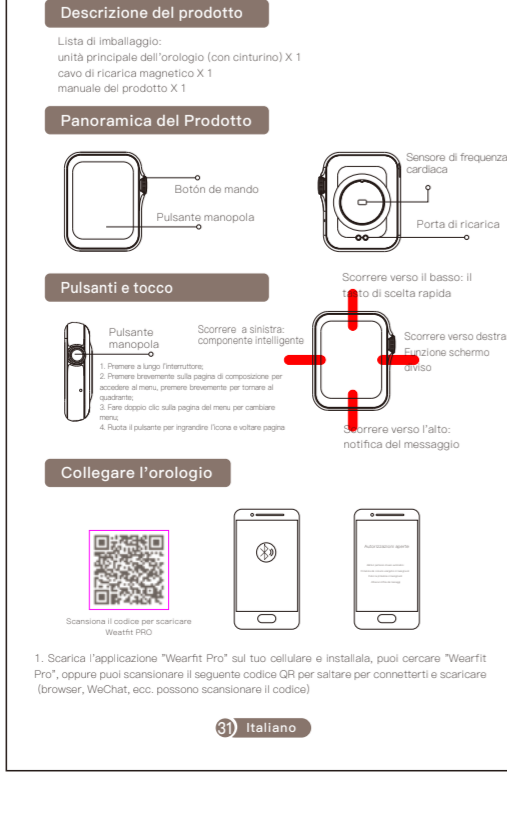 Descrizione del prodotto
Lista di imballaggio:
unità principale dell'orologio (con cinturino) X 1
cavo di ricarica magnetico X 1
manuale del prodotto X 1
Panoramica del Prodotto
Botón de mando
Pulsante manopola
Sensore di frequenza
cardiaca
Porta di ricarica
Pulsanti e tocco
Pulsante
manopola
1. Premere a lungo l'interruttore;
2. Premere brevemente sulla pagina di composizione per
accedere al menu, premere brevemente per tornare al
quadrante;
3. Fare doppio clic sulla pagina del menu per cambiare
menu;
4. Ruota il pulsante per ingrandire l'icona e voltare pagina
Scorrere a sinistra:
componente intelligente
Scorrere verso il basso: il
tasto di scelta rapida
Scorrere verso destra
Funzione schermo
diviso
Scorrere verso l'alto:
notifica del messaggio
Collegare l'orologio
Scansiona il codice per scaricare
Weatfit PRO
Autorizzazioni aperte
1. Scarica l'applicazione "Wearfit Pro" sul tuo cellulare e installala, puoi cercare "Wearfit
Pro", oppure puoi scansionare il seguente codice QR per saltare per connetterti e scaricare
(browser, WeChat, ecc. possono scansionare il codice)
31 Italiano